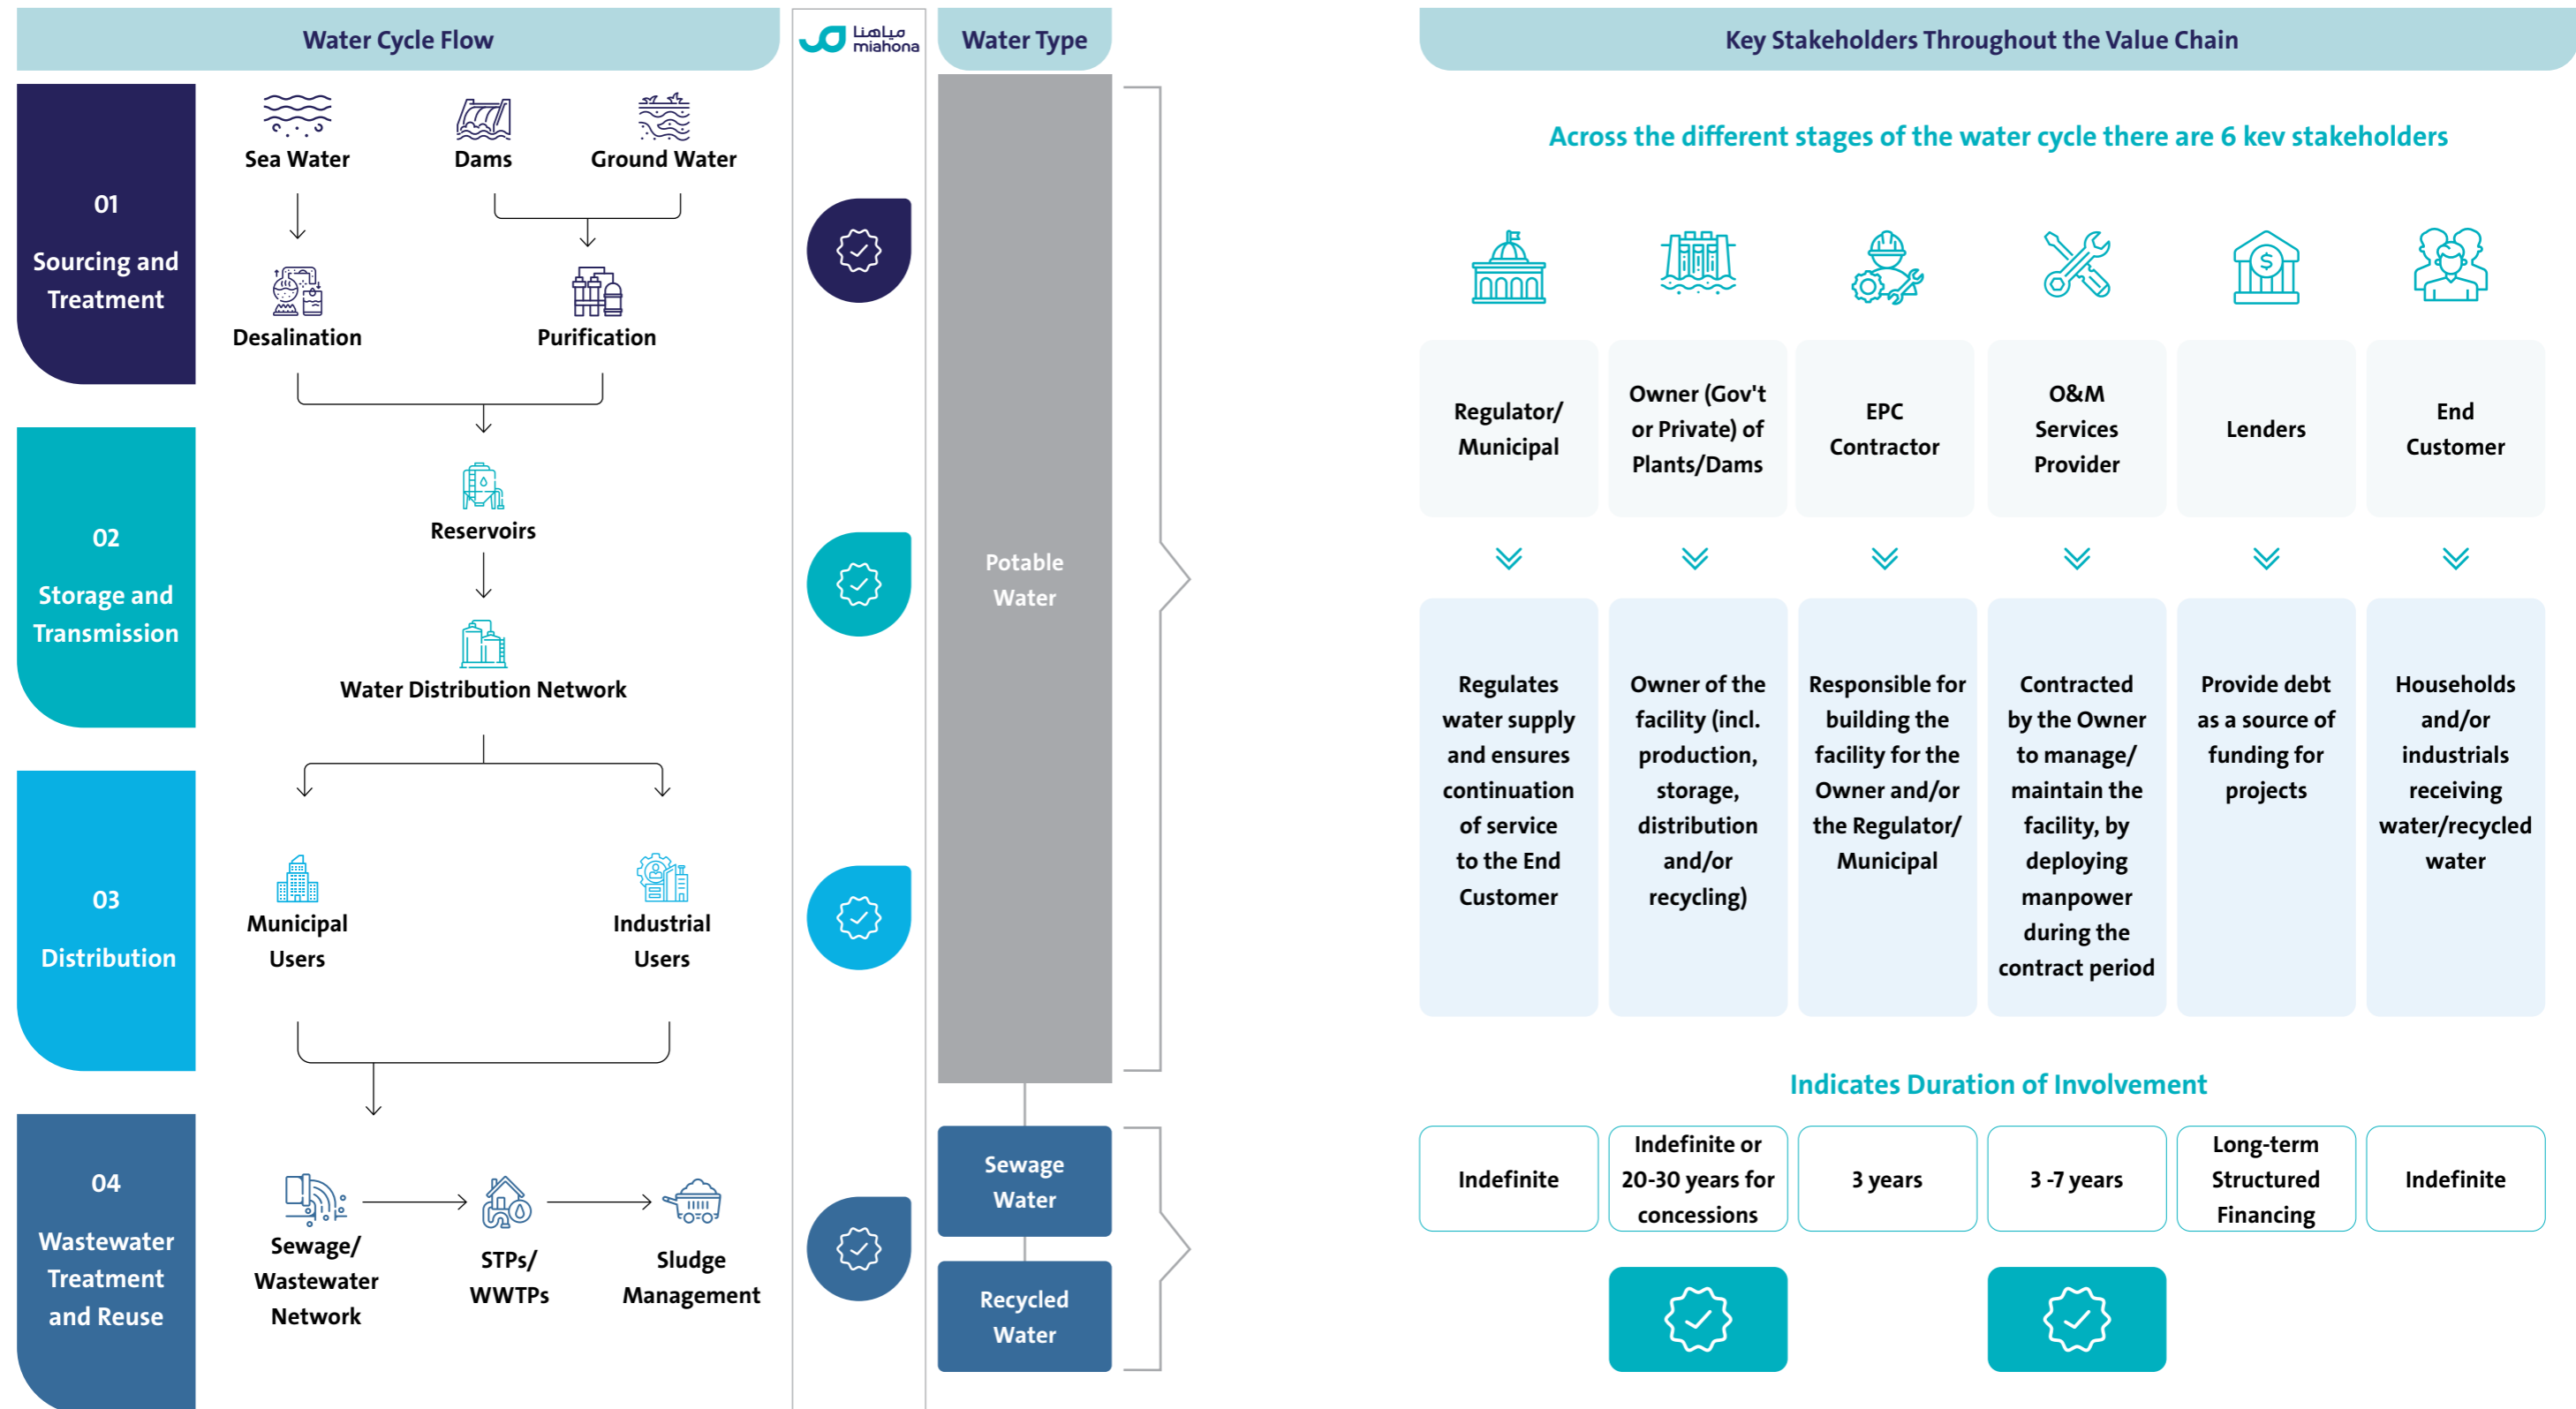 Water Cycle Flow
مياهنا
miahona
Water Type
01
Sourcing and
Treatment
Sea Water
Dams
Ground Water
Desalination
Purification
02
Storage and
Transmission
Reservoirs
Water Distribution Network
03
Distribution
Municipal
Users
Industrial
Users
04
Wastewater
Treatment
and Reuse
Sewage/
Wastewater
Network
STPs/
WWTPs
Sludge
Management
Potable
Water
Sewage
Water
Recycled
Water
Key Stakeholders Throughout the Value Chain
Across the different stages of the water cycle there are 6 key stakeholders
$
Regulator/
Municipal
Owner (Gov't
or Private) of
Plants/Dams
EPC
Contractor
O&M
Services
Provider
Lenders
End
Customer
Regulates
water supply
and ensures
continuation
of service
to the End
Customer
Owner of the
facility (incl.
production,
storage,
distribution
and/or
recycling)
Responsible for
building the
facility for the
Owner and/or
the Regulator/
Municipal
Contracted
by the Owner
to manage/
maintain the
facility, by
deploying
manpower
during the
contract period
Provide debt
as a source of
funding for
projects
Households
and/or
industrials
receiving
water/recycled
water
Indicates Duration of Involvement
Indefinite
Indefinite or
20-30 years for
concessions
3 years
3 -7 years
Long-term
Structured
Financing
Indefinite